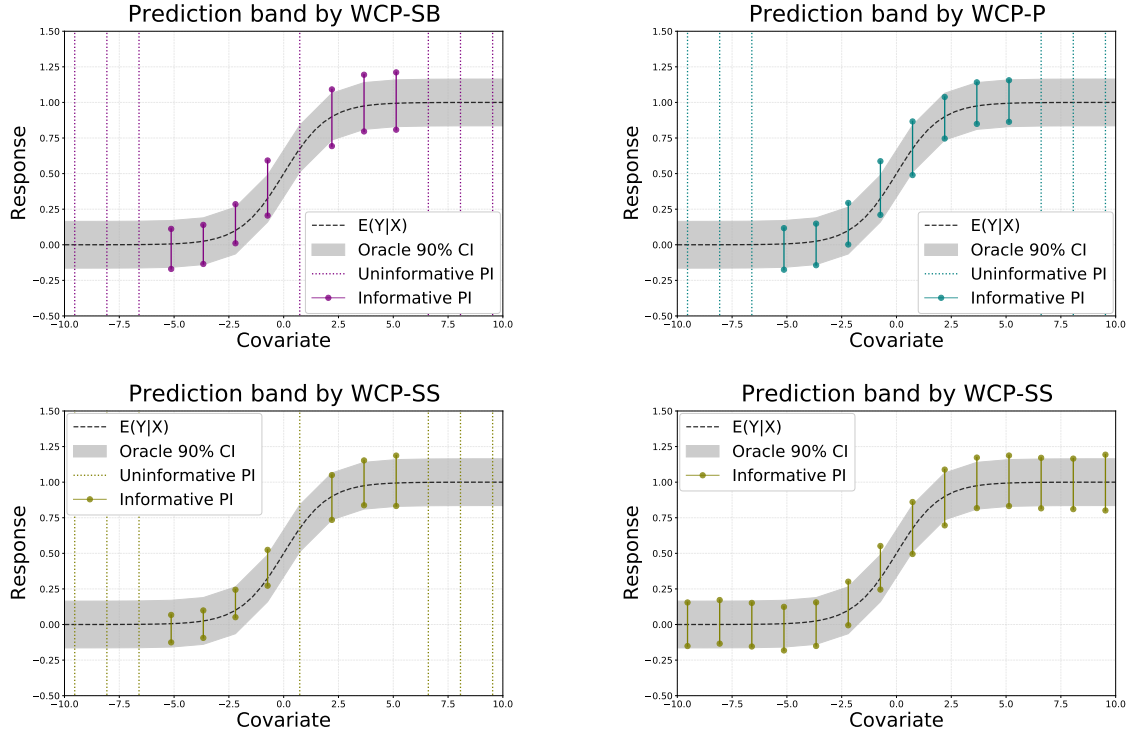 Prediction band by WCP-SB
1.50
1.25
1.00
0.75
0.50
0.25
0.00
−0.25
−0.50
Response
E(Y|X)
Oracle 90% CI
Uninformative PI
Informative PI
−10.0 −7.5 −5.0 −2.5 0.0 2.5 5.0 7.5 10.0
Covariate
Prediction band by WCP-P
1.50
1.25
1.00
0.75
0.50
0.25
0.00
−0.25
−0.50
Response
E(Y|X)
Oracle 90% CI
Uninformative PI
Informative PI
−10.0 −7.5 −5.0 −2.5 0.0 2.5 5.0 7.5 10.0
Covariate
Prediction band by WCP-SS
1.50
1.25
1.00
0.75
0.50
0.25
0.00
−0.25
−0.50
Response
E(Y|X)
Oracle 90% CI
Uninformative PI
Informative PI
−10.0 −7.5 −5.0 −2.5 0.0 2.5 5.0 7.5 10.0
Covariate
Prediction band by WCP-SS
1.50
1.25
1.00
0.75
0.50
0.25
0.00
−0.25
−0.50
Response
E(Y|X)
Oracle 90% CI
Informative PI
−10.0 −7.5 −5.0 −2.5 0.0 2.5 5.0 7.5 10.0
Covariate